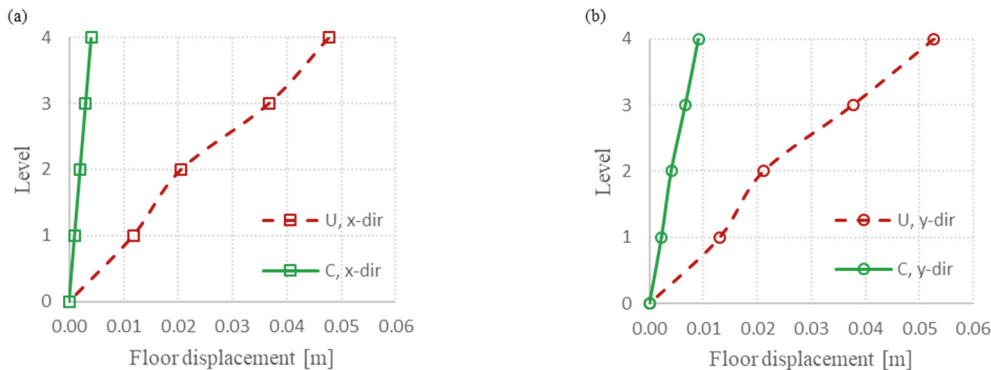 (a)
4
3
2
1
0
Level
U, x-dir
C, x-dir
0.00 0.01 0.02 0.03 0.04 0.05 0.06
Floor displacement [m]
(b)
4
3
2
1
0
Level
U, y-dir
C, y-dir
0.00 0.01 0.02 0.03 0.04 0.05 0.06
Floor displacement [m]